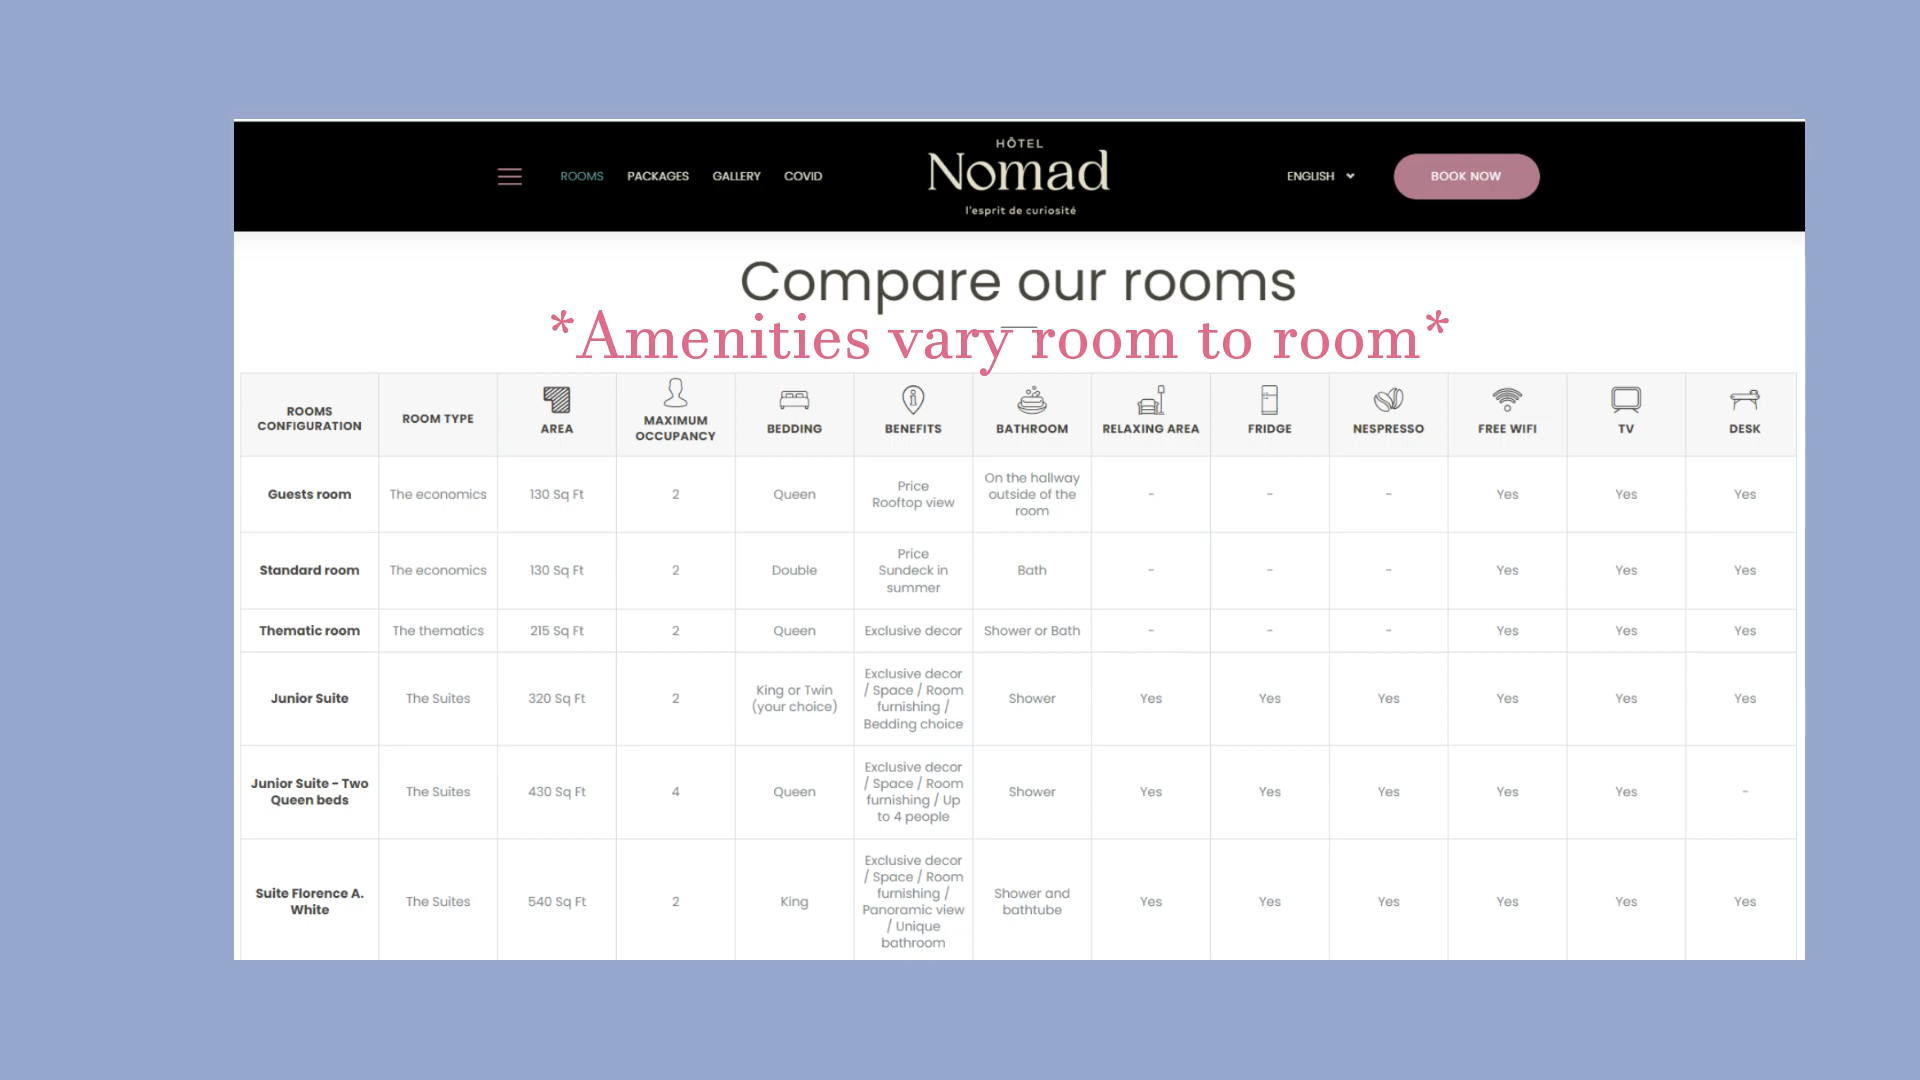 HÔTEL
ROOMS PACKAGES GALLERY COVID Nomad ENGLISH BOOK NOW
l'esprit de curiosité
Compare our rooms
*Amenities vary room to room*
ROOMS CONFIGURATION ROOM TYPE AREA MAXIMUM OCCUPANCY BEDDING BENEFITS BATHROOM RELAXING AREA FRIDGE NESPRESSO FREE WIFI TV DESK
Guests room The economics 130 Sq Ft 2 Queen Price Rooftop view On the hallway outside of the room - - - Yes Yes Yes
Standard room The economics 130 Sq Ft 2 Double Price Sundeck in summer Bath - - - Yes Yes Yes
Thematic room The thematics 215 Sq Ft 2 Queen Exclusive decor Shower or Bath - - - Yes Yes Yes
Junior Suite The Suites 320 Sq Ft 2 King or Twin (your choice) Exclusive decor / Space / Room furnishing / Bedding choice Shower Yes Yes Yes Yes Yes Yes
Junior Suite - Two Queen beds The Suites 430 Sq Ft 4 Queen Exclusive decor / Space / Room furnishing / Up to 4 people Shower Yes Yes Yes Yes Yes -
Suite Florence A. White The Suites 540 Sq Ft 2 King Exclusive decor / Space / Room furnishing / Panoramic view / Unique bathroom Shower and bathtube Yes Yes Yes Yes Yes Yes